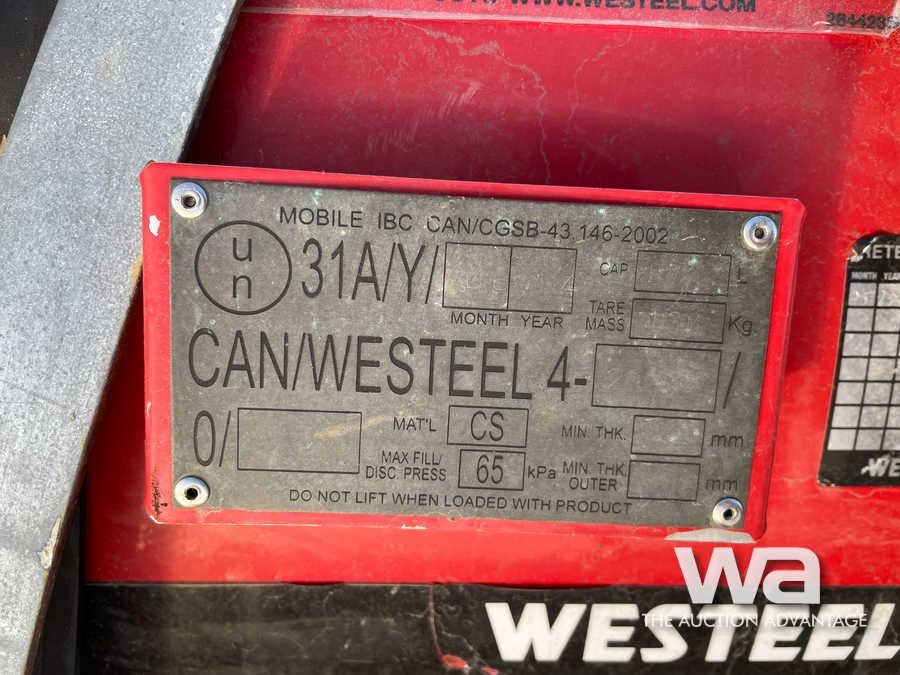 WWW.WESTEEL.COM
MOBILE IBC CAN/CGSB-43.146-2002
un
31A/Y/
MONTH YEAR
CAP L
TARE MASS Kg
CAN/WESTEEL 4- /
0/
MAT'L CS
MIN. THK. mm
MAX FILL/
DISC. PRESS 65 kPa
MIN. THK
OUTER mm
DO NOT LIFT WHEN LOADED WITH PRODUCT
MONTH
WESTEEL
wa
THE AUCTION ADVANTAGE